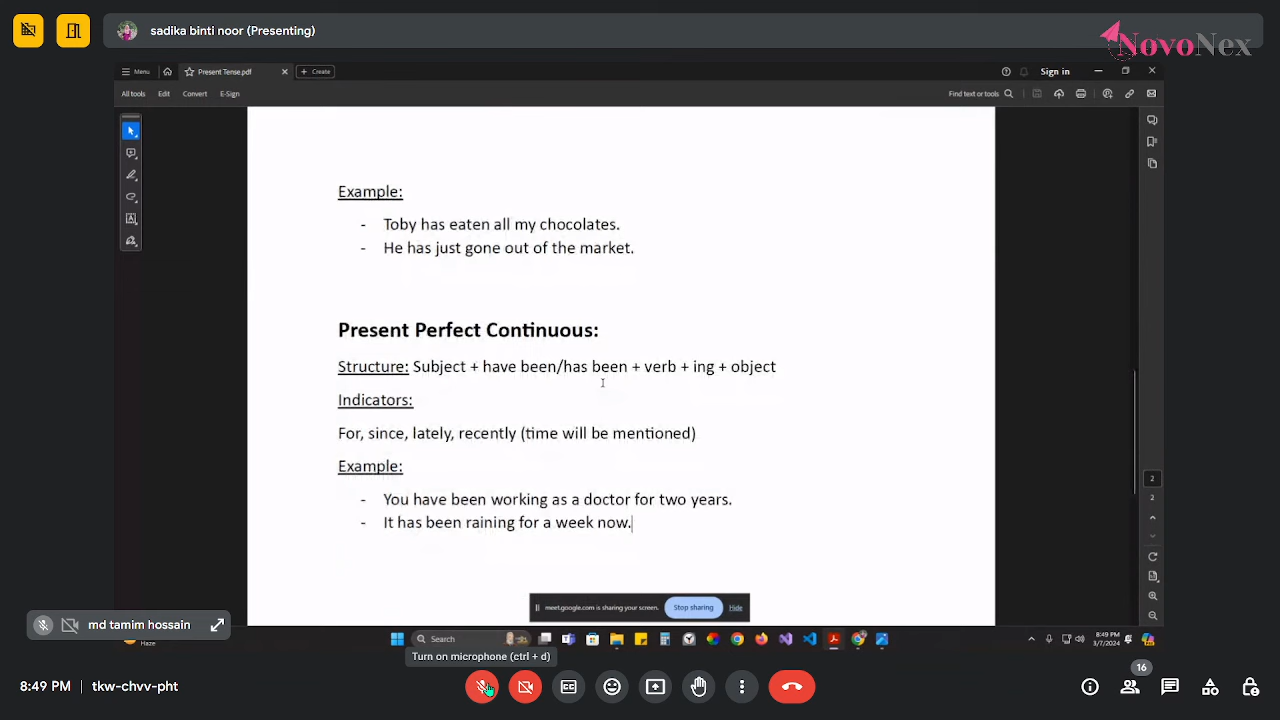 sadika binti noor (Presenting)
NovoNex
Menu
Present Tense.pdf
+ Create
Sign in
All tools Edit Convert E-Sign
Find text or tools
Example:
- Toby has eaten all my chocolates.
- He has just gone out of the market.
Present Perfect Continuous:
Structure: Subject + have been/has been + verb + ing + object
Indicators:
For, since, lately, recently (time will be mentioned)
Example:
- You have been working as a doctor for two years.
- It has been raining for a week now.
2
2
meet.google.com is sharing your screen.
Stop sharing
Hide
md tamim hossain
Haze
Search
8:49 PM
3/7/2024
Turn on microphone (ctrl + d)
8:49 PM | tkw-chvv-pht
16